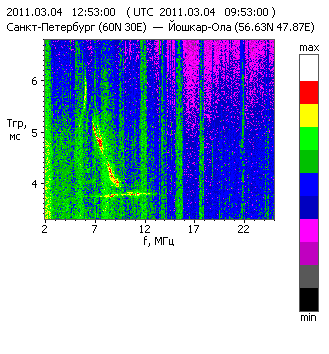 2011.03.04 12:53:00 ( UTC 2011.03.04 09:53:00 )
Санкт-Петербург (60N 30E) — Йошкар-Ола (56.63N 47.87E)
max
6
Tгр,
мс
5
4
2 7 12 17 22
f, МГц
min